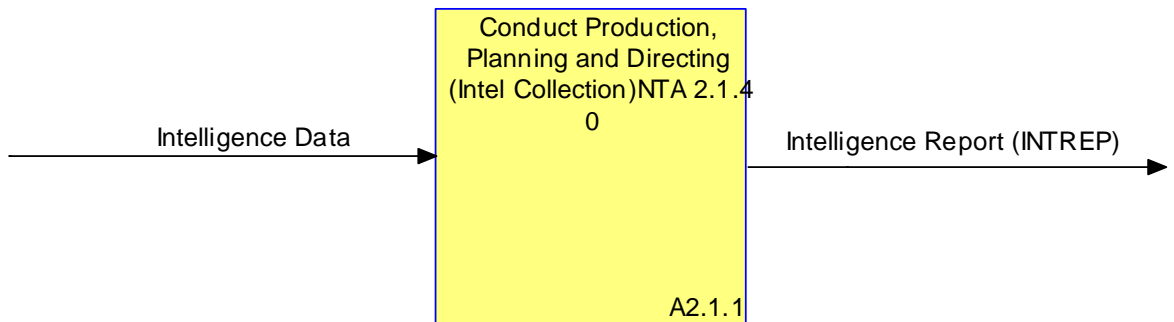 Conduct Production,
Planning and Directing
(Intel Collection)NTA 2.1.4
0
Intelligence Data
Intelligence Report (INTREP)
A2.1.1